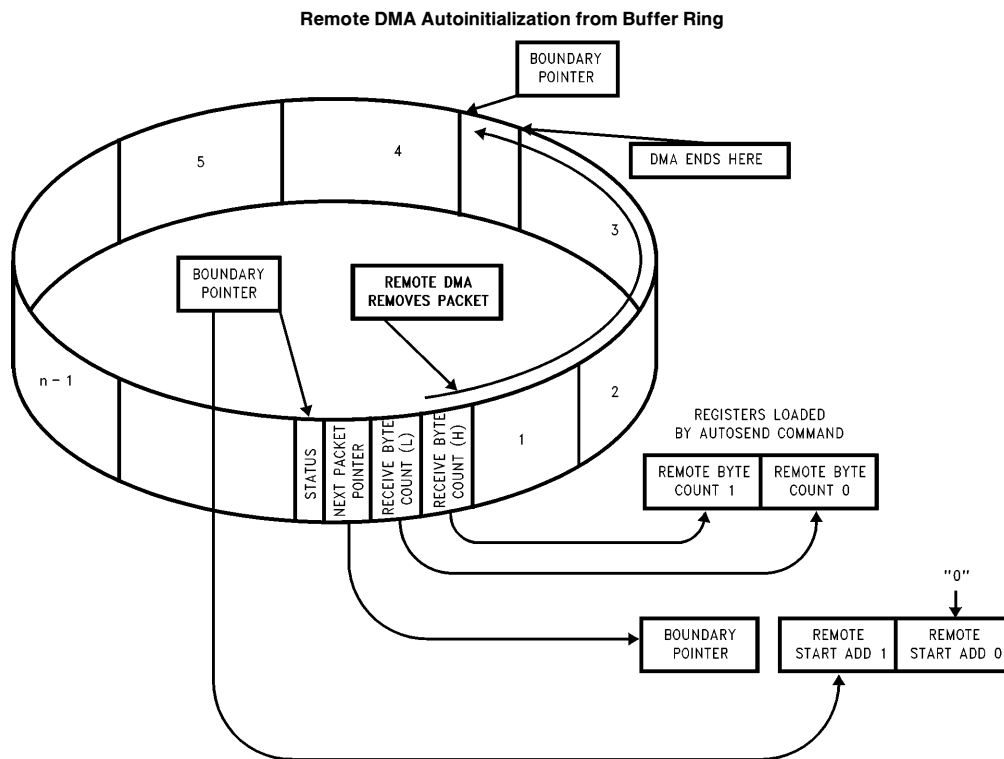 Remote DMA Autoinitialization from Buffer Ring
BOUNDARY
POINTER
DMA ENDS HERE
5
4
3
BOUNDARY
POINTER
REMOTE DMA
REMOVES PACKET
n – 1
STATUS
NEXT PACKET
POINTER
RECEIVE BYTE
COUNT (L)
RECEIVE BYTE
COUNT (H)
1
2
REGISTERS LOADED
BY AUTOSEND COMMAND
REMOTE BYTE
COUNT 1
REMOTE BYTE
COUNT 0
"0"
BOUNDARY
POINTER
REMOTE
START ADD 1
REMOTE
START ADD 0